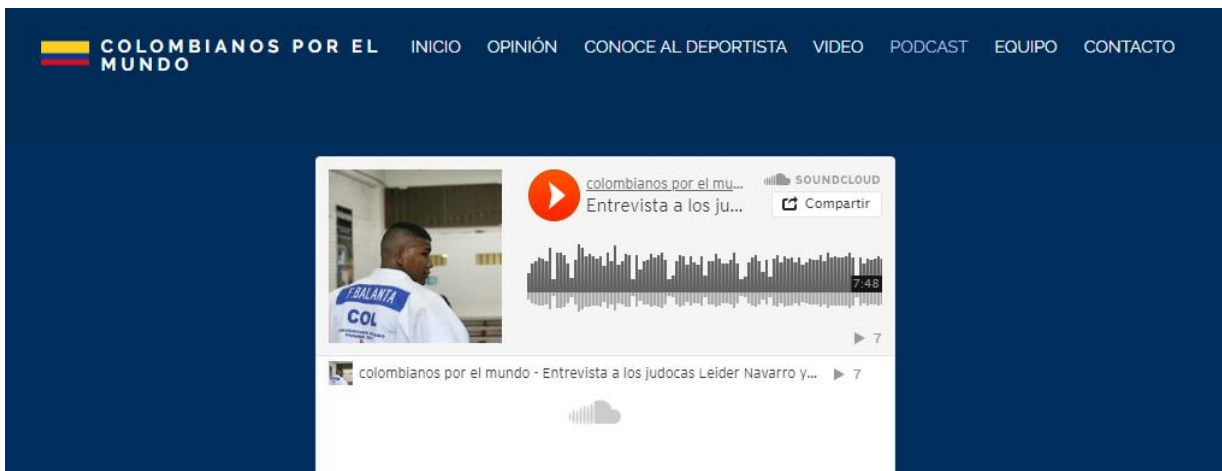 COLOMBIANOS POR EL
MUNDO
INICIO OPINIÓN CONOCE AL DEPORTISTA VIDEO PODCAST EQUIPO CONTACTO
colombianos por el mu...
SOUNDCLOUD
Entrevista a los ju...
Compartir
7:48
F.BALANTA
COL
7
colombianos por el mundo - Entrevista a los judocas Leider Navarro y... 7